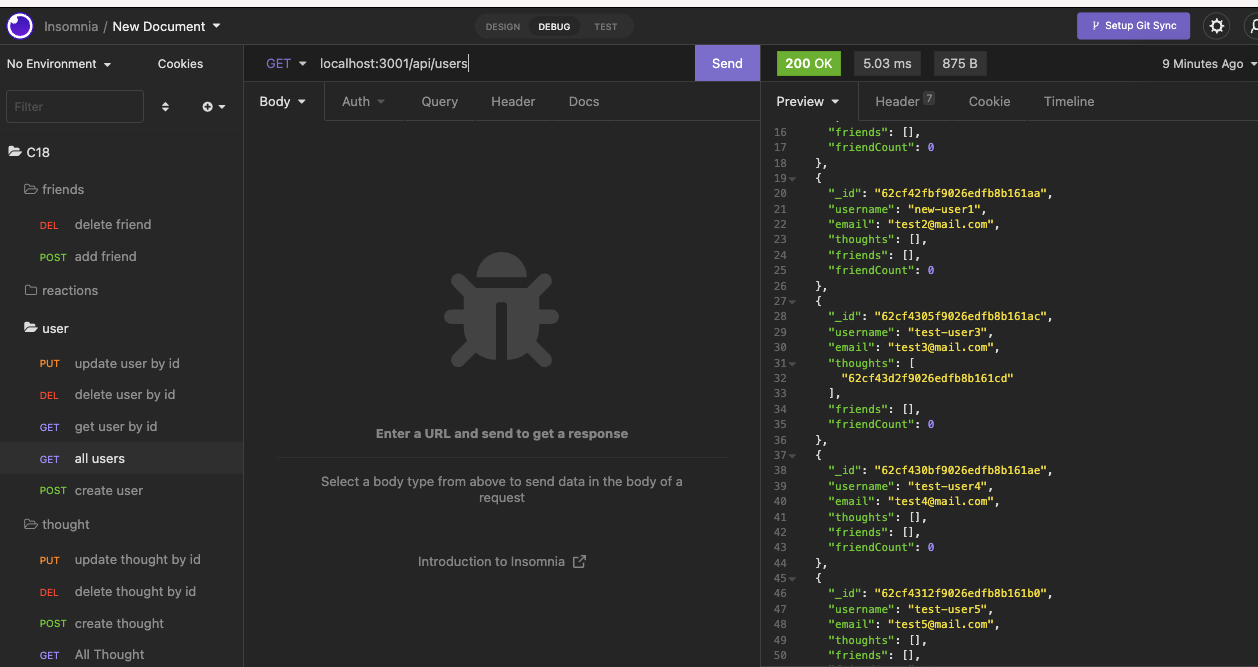 Insomnia / New Document
DESIGN DEBUG TEST
Setup Git Sync
No Environment Cookies
Filter
C18
friends
DEL delete friend
POST add friend
reactions
user
PUT update user by id
DEL delete user by id
GET get user by id
GET all users
POST create user
thought
PUT update thought by id
DEL delete thought by id
POST create thought
GET All Thought
GET localhost:3001/api/users Send
Body Auth Query Header Docs
Enter a URL and send to get a response
Select a body type from above to send data in the body of a
request
Introduction to Insomnia
200 OK 5.03 ms 875 B 9 Minutes Ago
Preview Header 7 Cookie Timeline
16 "friends": [],
17 "friendCount": 0
18 },
19 {
20 "_id": "62cf42fbf9026edfb8b161aa",
21 "username": "new-user1",
22 "email": "test2@mail.com",
23 "thoughts": [],
24 "friends": [],
25 "friendCount": 0
26 },
27 {
28 "_id": "62cf4305f9026edfb8b161ac",
29 "username": "test-user3",
30 "email": "test3@mail.com",
31 "thoughts": [
32 "62cf43d2f9026edfb8b161cd"
33 ],
34 "friends": [],
35 "friendCount": 0
36 },
37 {
38 "_id": "62cf430bf9026edfb8b161ae",
39 "username": "test-user4",
40 "email": "test4@mail.com",
41 "thoughts": [],
42 "friends": [],
43 "friendCount": 0
44 },
45 {
46 "_id": "62cf4312f9026edfb8b161b0",
47 "username": "test-user5",
48 "email": "test5@mail.com",
49 "thoughts": [],
50 "friends": [],